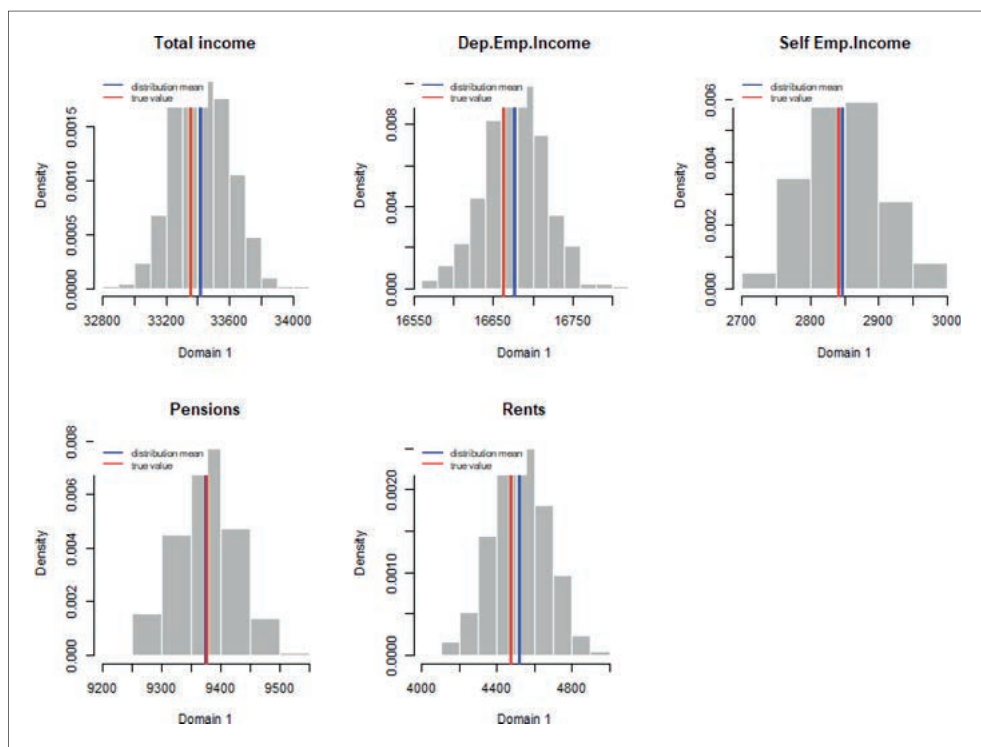 Total income
distribution mean
true value
Density
0.0000 0.0005 0.0010 0.0015
32800 33200 33600 34000
Domain 1
Dep.Emp.Income
distribution mean
true value
Density
0.000 0.004 0.008
16550 16650 16750
Domain 1
Self Emp.Income
distribution mean
true value
Density
0.000 0.002 0.004 0.006
2700 2800 2900 3000
Domain 1
Pensions
distribution mean
true value
Density
0.000 0.002 0.004 0.006 0.008
9200 9300 9400 9500
Domain 1
Rents
distribution mean
true value
Density
0.0000 0.0010 0.0020
4000 4400 4800
Domain 1